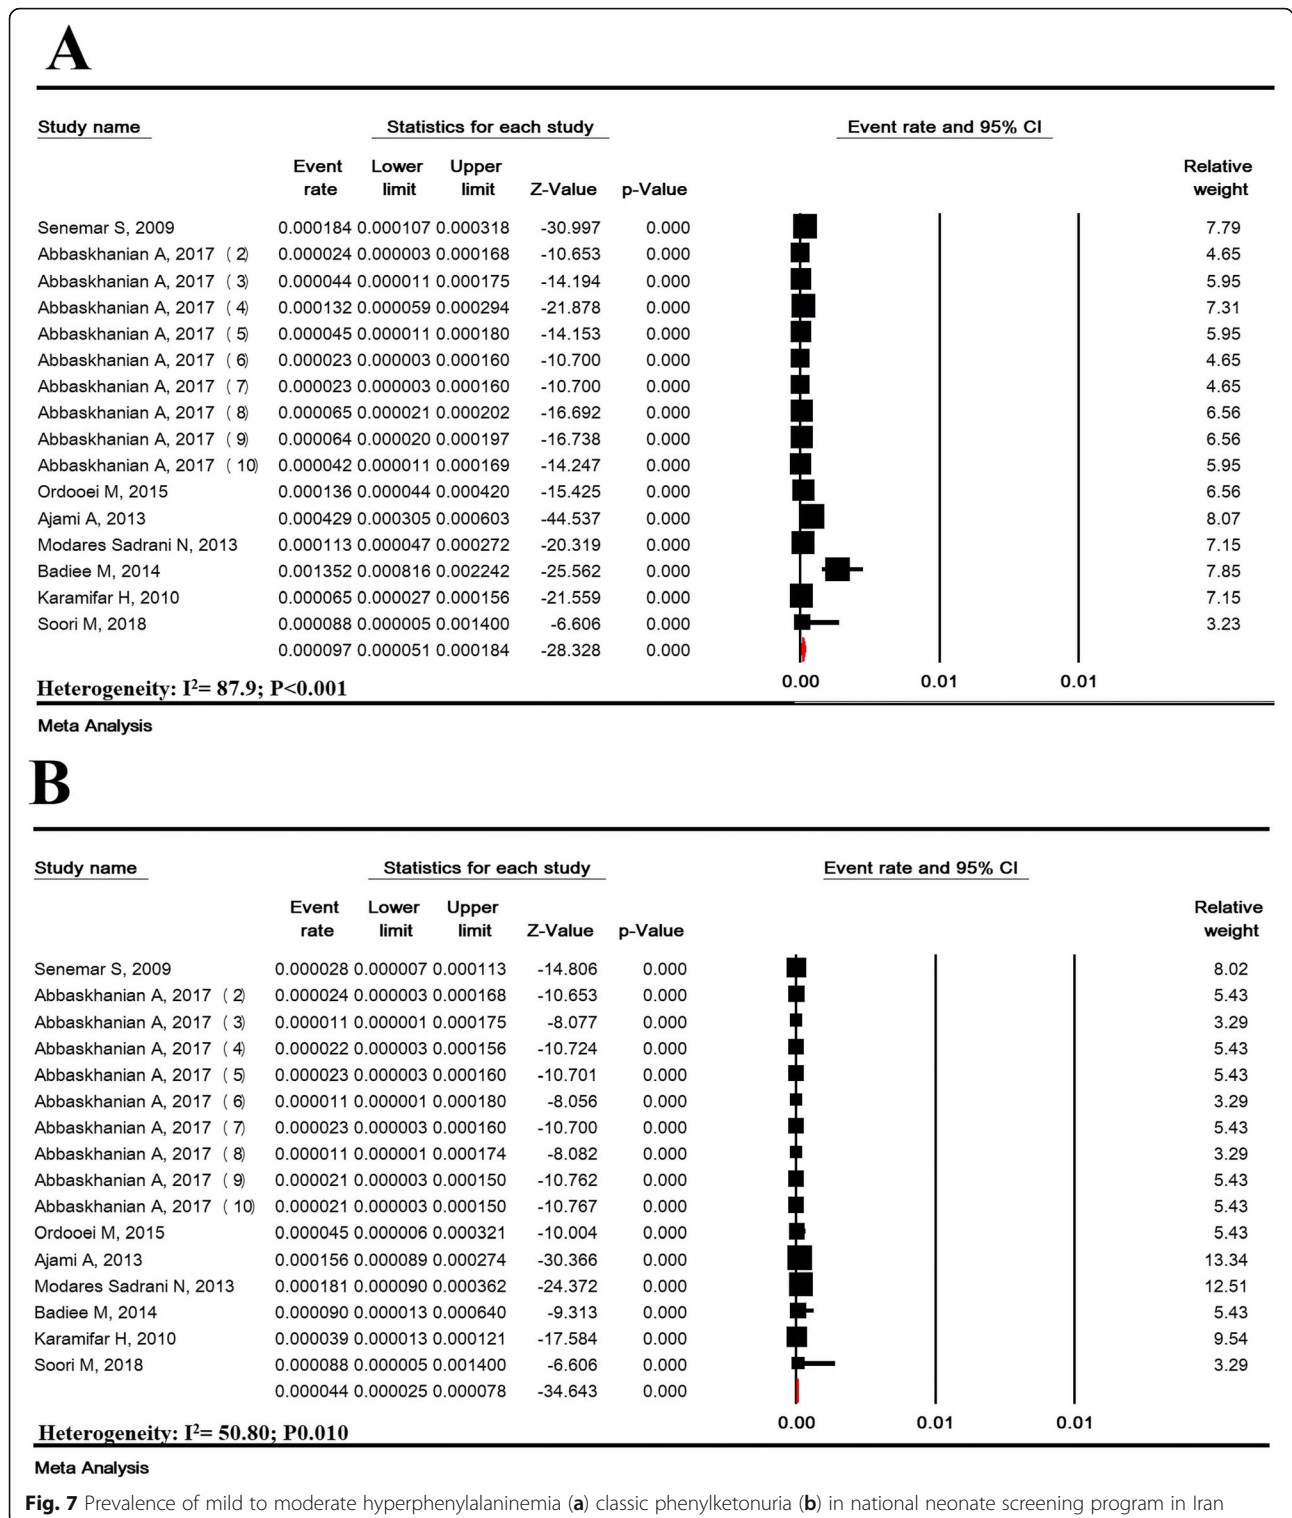 A
Study name Statistics for each study Event rate and 95% CI
Event Lower Upper Relative
rate limit limit Z-Value p-Value weight
Senemar S, 2009 0.000184 0.000107 0.000318 -30.997 0.000 7.79
Abbaskhanian A, 2017 ( 2) 0.000024 0.000003 0.000168 -10.653 0.000 4.65
Abbaskhanian A, 2017 ( 3) 0.000044 0.000011 0.000175 -14.194 0.000 5.95
Abbaskhanian A, 2017 ( 4) 0.000132 0.000059 0.000294 -21.878 0.000 7.31
Abbaskhanian A, 2017 ( 5) 0.000045 0.000011 0.000180 -14.153 0.000 5.95
Abbaskhanian A, 2017 ( 6) 0.000023 0.000003 0.000160 -10.700 0.000 4.65
Abbaskhanian A, 2017 ( 7) 0.000023 0.000003 0.000160 -10.700 0.000 4.65
Abbaskhanian A, 2017 ( 8) 0.000065 0.000021 0.000202 -16.692 0.000 6.56
Abbaskhanian A, 2017 ( 9) 0.000064 0.000020 0.000197 -16.738 0.000 6.56
Abbaskhanian A, 2017 ( 10) 0.000042 0.000011 0.000169 -14.247 0.000 5.95
Ordooei M, 2015 0.000136 0.000044 0.000420 -15.425 0.000 6.56
Ajami A, 2013 0.000429 0.000305 0.000603 -44.537 0.000 8.07
Modares Sadrani N, 2013 0.000113 0.000047 0.000272 -20.319 0.000 7.15
Badiee M, 2014 0.001352 0.000816 0.002242 -25.562 0.000 7.85
Karamifar H, 2010 0.000065 0.000027 0.000156 -21.559 0.000 7.15
Soori M, 2018 0.000088 0.000005 0.001400 -6.606 0.000 3.23
0.000097 0.000051 0.000184 -28.328 0.000
0.00 0.01 0.01
Heterogeneity: I²= 87.9; P<0.001
Meta Analysis
B
Study name Statistics for each study Event rate and 95% CI
Event Lower Upper Relative
rate limit limit Z-Value p-Value weight
Senemar S, 2009 0.000028 0.000007 0.000113 -14.806 0.000 8.02
Abbaskhanian A, 2017 ( 2) 0.000024 0.000003 0.000168 -10.653 0.000 5.43
Abbaskhanian A, 2017 ( 3) 0.000011 0.000001 0.000175 -8.077 0.000 3.29
Abbaskhanian A, 2017 ( 4) 0.000022 0.000003 0.000156 -10.724 0.000 5.43
Abbaskhanian A, 2017 ( 5) 0.000023 0.000003 0.000160 -10.701 0.000 5.43
Abbaskhanian A, 2017 ( 6) 0.000011 0.000001 0.000180 -8.056 0.000 3.29
Abbaskhanian A, 2017 ( 7) 0.000023 0.000003 0.000160 -10.700 0.000 5.43
Abbaskhanian A, 2017 ( 8) 0.000011 0.000001 0.000174 -8.082 0.000 3.29
Abbaskhanian A, 2017 ( 9) 0.000021 0.000003 0.000150 -10.762 0.000 5.43
Abbaskhanian A, 2017 ( 10) 0.000021 0.000003 0.000150 -10.767 0.000 5.43
Ordooei M, 2015 0.000045 0.000006 0.000321 -10.004 0.000 5.43
Ajami A, 2013 0.000156 0.000089 0.000274 -30.366 0.000 13.34
Modares Sadrani N, 2013 0.000181 0.000090 0.000362 -24.372 0.000 12.51
Badiee M, 2014 0.000090 0.000013 0.000640 -9.313 0.000 5.43
Karamifar H, 2010 0.000039 0.000013 0.000121 -17.584 0.000 9.54
Soori M, 2018 0.000088 0.000005 0.001400 -6.606 0.000 3.29
0.000044 0.000025 0.000078 -34.643 0.000
0.00 0.01 0.01
Heterogeneity: I²= 50.80; P0.010
Meta Analysis
Fig. 7 Prevalence of mild to moderate hyperphenylalaninemia (a) classic phenylketonuria (b) in national neonate screening program in Iran